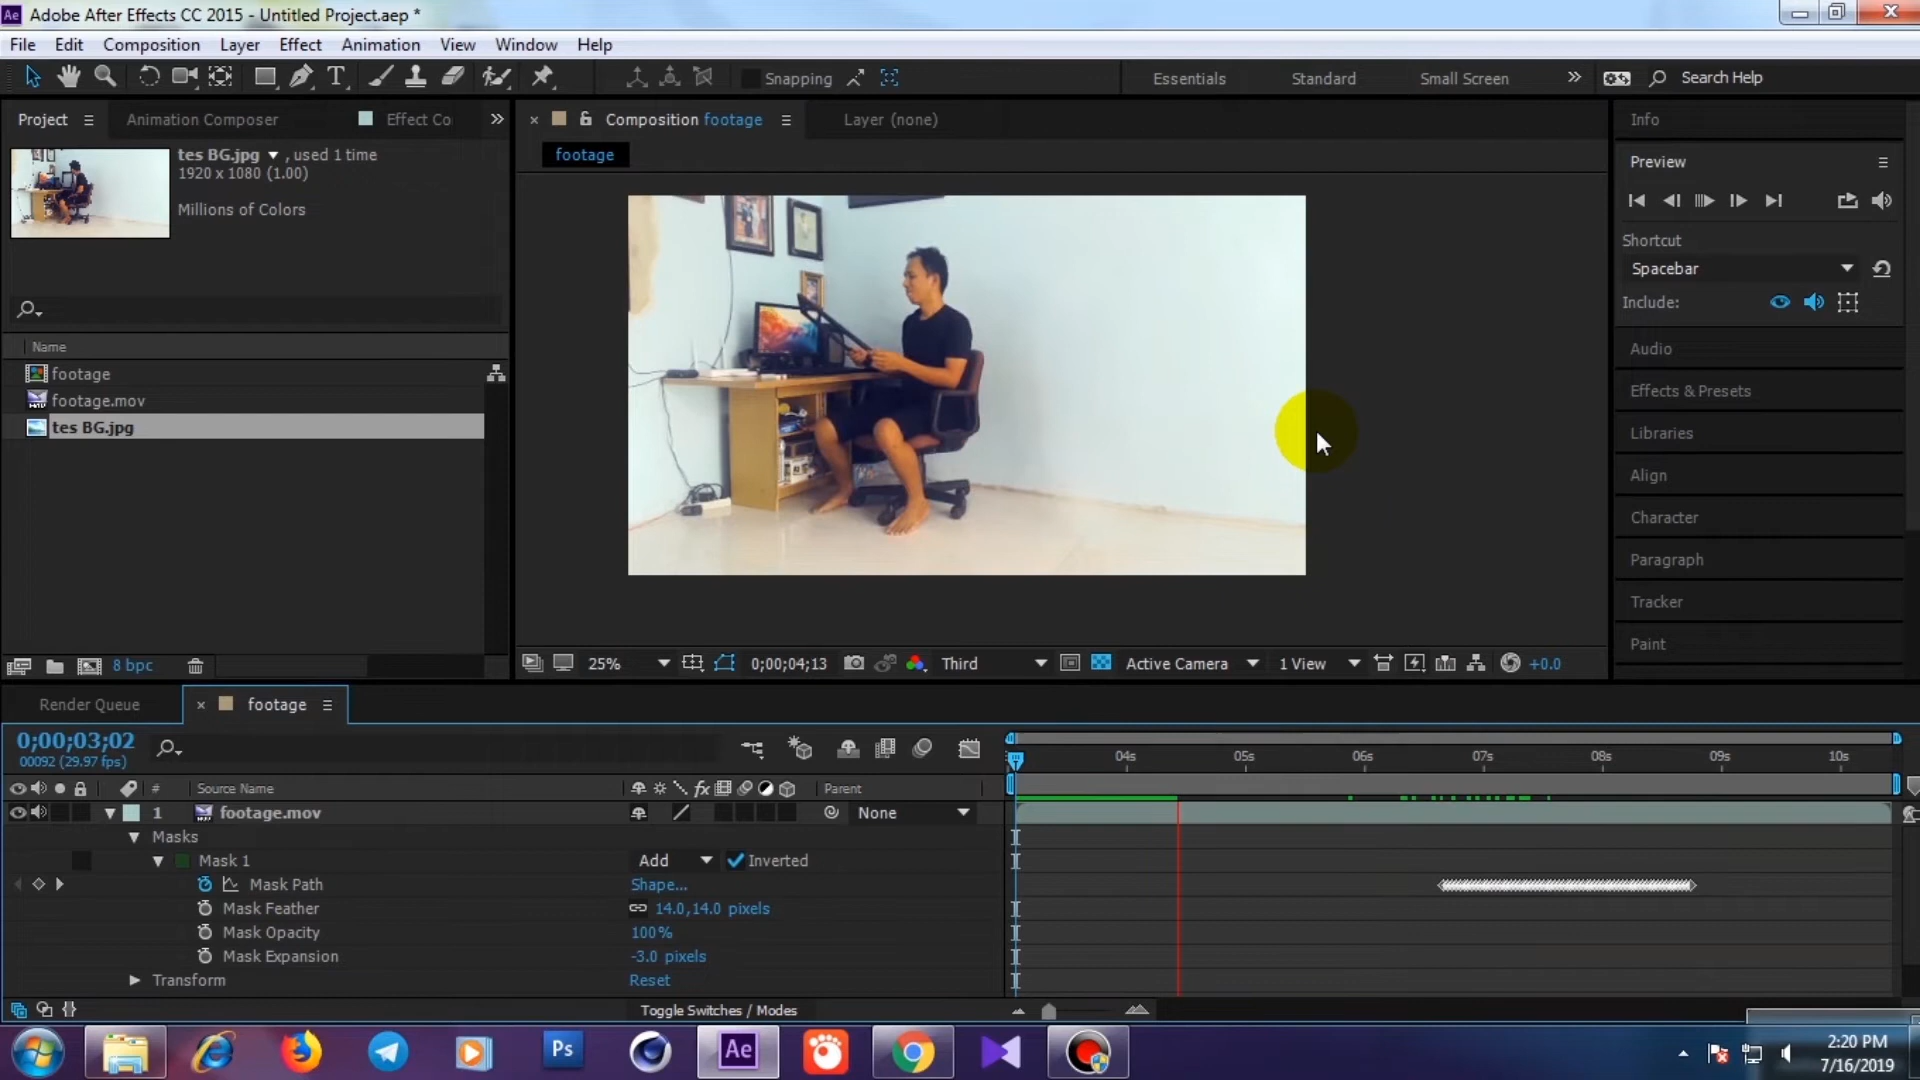 Ae Adobe After Effects CC 2015 - Untitled Project.aep *
File Edit Composition Layer Effect Animation View Window Help
Snapping Essentials Standard Small Screen Search Help
Project Animation Composer Effect Co
Composition footage Layer (none)
Info
tes BG.jpg , used 1 time
1920 x 1080 (1.00)
Millions of Colors
footage
Preview
Shortcut
Spacebar
Include:
Name
footage
footage.mov
tes BG.jpg
Audio
Effects & Presets
Libraries
Align
Character
Paragraph
Tracker
Paint
8 bpc
25% 0;00;04;13 Third Active Camera 1 View +0.0
Render Queue footage
0;00;03;02
00092 (29.97 fps)
04s 05s 06s 07s 08s 09s 10s
# Source Name fx Parent
1 footage.mov None
Masks
Mask 1 Add Inverted
Mask Path Shape...
Mask Feather 14.0,14.0 pixels
Mask Opacity 100%
Mask Expansion -3.0 pixels
Transform Reset
Toggle Switches / Modes
Ps Ae
2:20 PM
7/16/2019